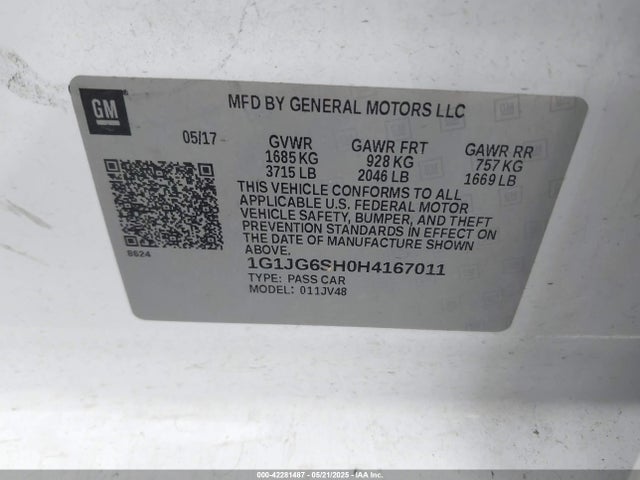 GM
MFD BY GENERAL MOTORS LLC
05/17
GVWR
1685 KG
3715 LB
GAWR FRT
928 KG
2046 LB
GAWR RR
757 KG
1669 LB
THIS VEHICLE CONFORMS TO ALL
APPLICABLE U.S. FEDERAL MOTOR
VEHICLE SAFETY, BUMPER, AND THEFT
PREVENTION STANDARDS IN EFFECT ON
THE DATE OF MANUFACTURE SHOWN
ABOVE.
8624
1G1JG6SH0H4167011
TYPE: PASS CAR
MODEL: 011JV48
000-42281487 - 05/21/2025 - IAA Inc.